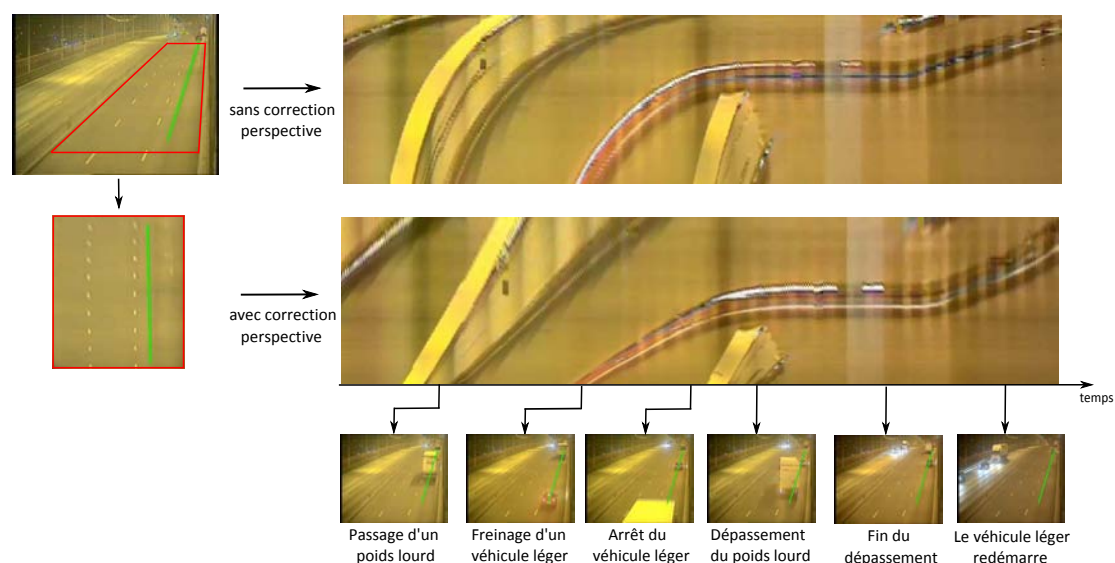 sans correction
perspective
avec correction
perspective
temps
Passage d'un
poids lourd
Freinage d'un
véhicule léger
Arrêt du
véhicule léger
Dépassement
du poids lourd
Fin du
dépassement
Le véhicule léger
redémarre